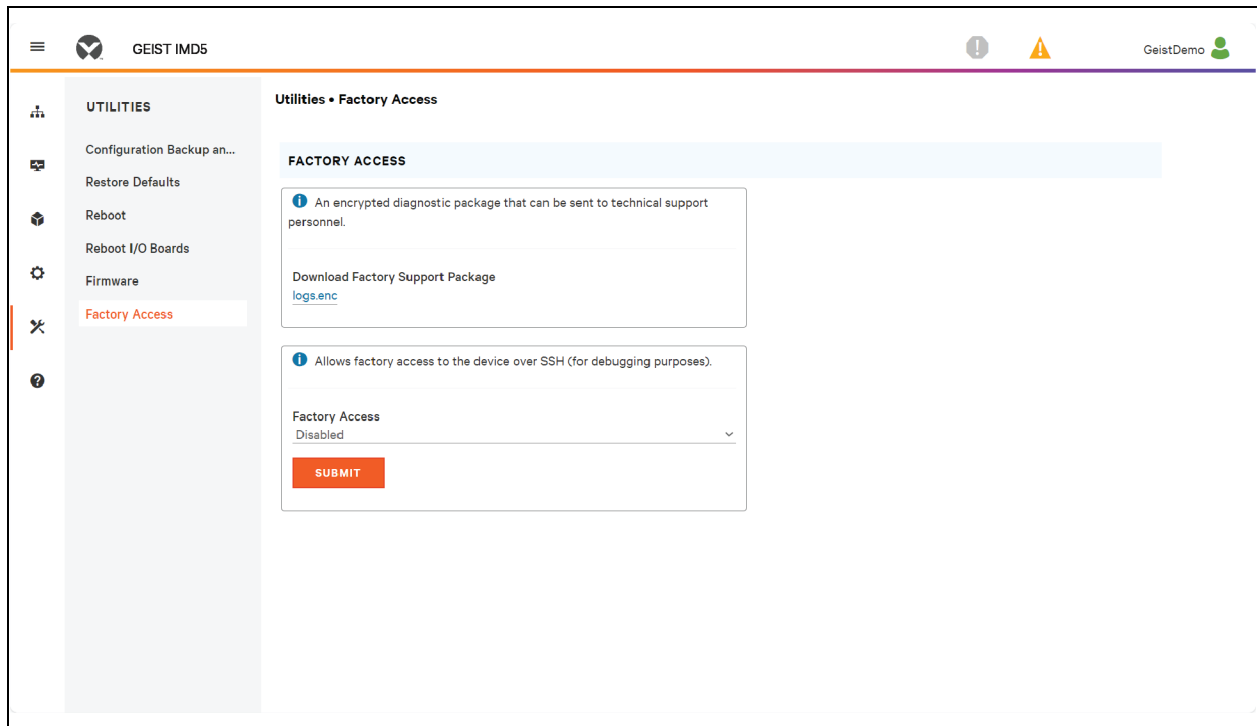 GEIST IMD5
GeistDemo
UTILITIES
Configuration Backup an...
Restore Defaults
Reboot
Reboot I/O Boards
Firmware
Factory Access
Utilities • Factory Access
FACTORY ACCESS
An encrypted diagnostic package that can be sent to technical support
personnel.
Download Factory Support Package
logs.enc
Allows factory access to the device over SSH (for debugging purposes).
Factory Access
Disabled
SUBMIT